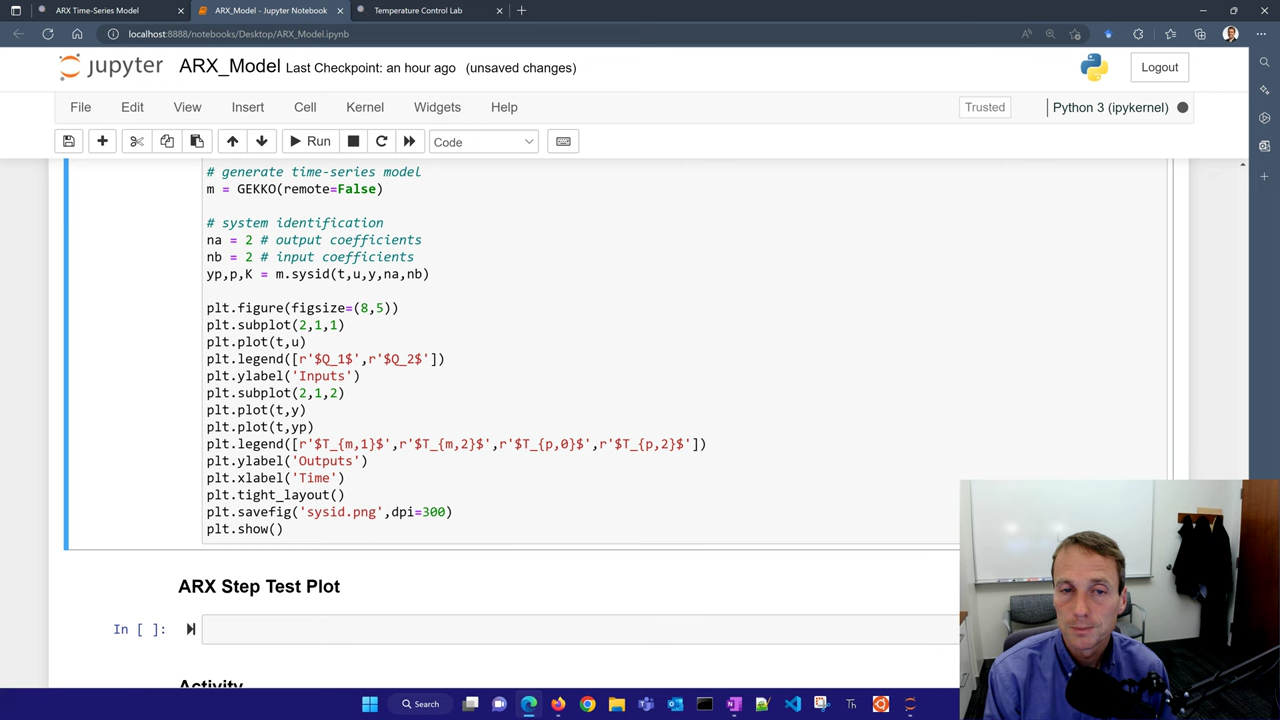 ARX Time-Series Model
ARX_Model - Jupyter Notebook
Temperature Control Lab
localhost:8888/notebooks/Desktop/ARX_Model.ipynb
jupyter ARX_Model Last Checkpoint: an hour ago (unsaved changes)
Logout
File Edit View Insert Cell Kernel Widgets Help
Trusted
Python 3 (ipykernel)
Run
Code
# generate time-series model
m = GEKKO(remote=False)
# system identification
na = 2 # output coefficients
nb = 2 # input coefficients
yp,p,K = m.sysid(t,u,y,na,nb)
plt.figure(figsize=(8,5))
plt.subplot(2,1,1)
plt.plot(t,u)
plt.legend([r'$Q_1$',r'$Q_2$'])
plt.ylabel('Inputs')
plt.subplot(2,1,2)
plt.plot(t,y)
plt.plot(t,yp)
plt.legend([r'$T_{m,1}$',r'$T_{m,2}$',r'$T_{p,0}$',r'$T_{p,2}$'])
plt.ylabel('Outputs')
plt.xlabel('Time')
plt.tight_layout()
plt.savefig('sysid.png',dpi=300)
plt.show()
ARX Step Test Plot
In [ ]:
Activity
Search